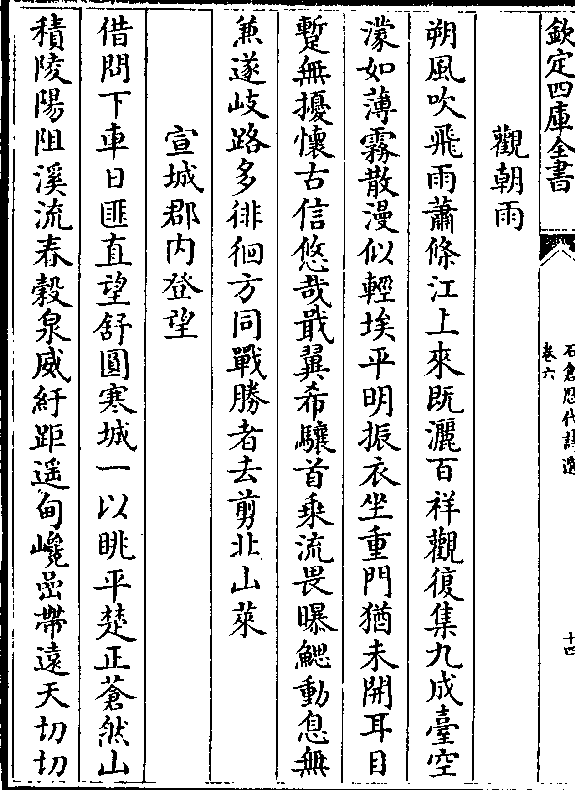 欽定四庫全書
石倉歷代詩選
卷六
十四
觀朝雨
朔風吹飛雨蕭條江上來既灑百祥觀復集九成臺空
濛如薄霧散漫似輕埃平明振衣坐重門猶未開耳目
蹔無擾懷古信悠哉戢翼希驤首乘流畏曝鰓動息無
兼遂岐路多徘徊方同戰勝者去剪北山萊
宣城郡内登望
借問下車日匪直望舒圓寒城一以眺平楚正蒼然山
積陵陽阻溪流春穀泉威紆距遥甸巉嵒帶遠天切切